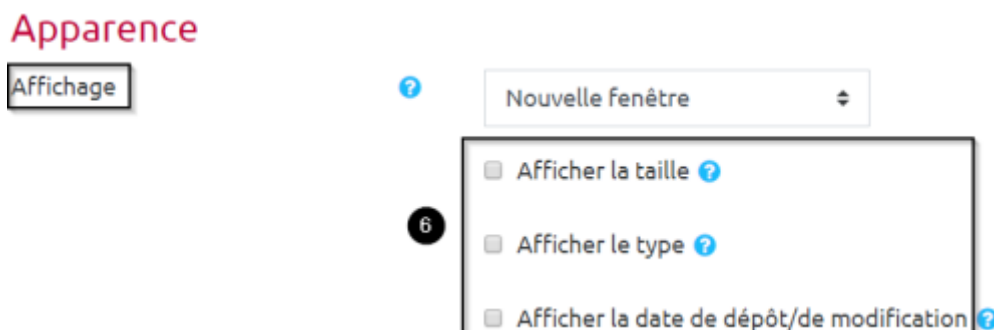 Apparence
Affichage
Nouvelle fenêtre
Afficher la taille
6
Afficher le type
Afficher la date de dépôt/de modification